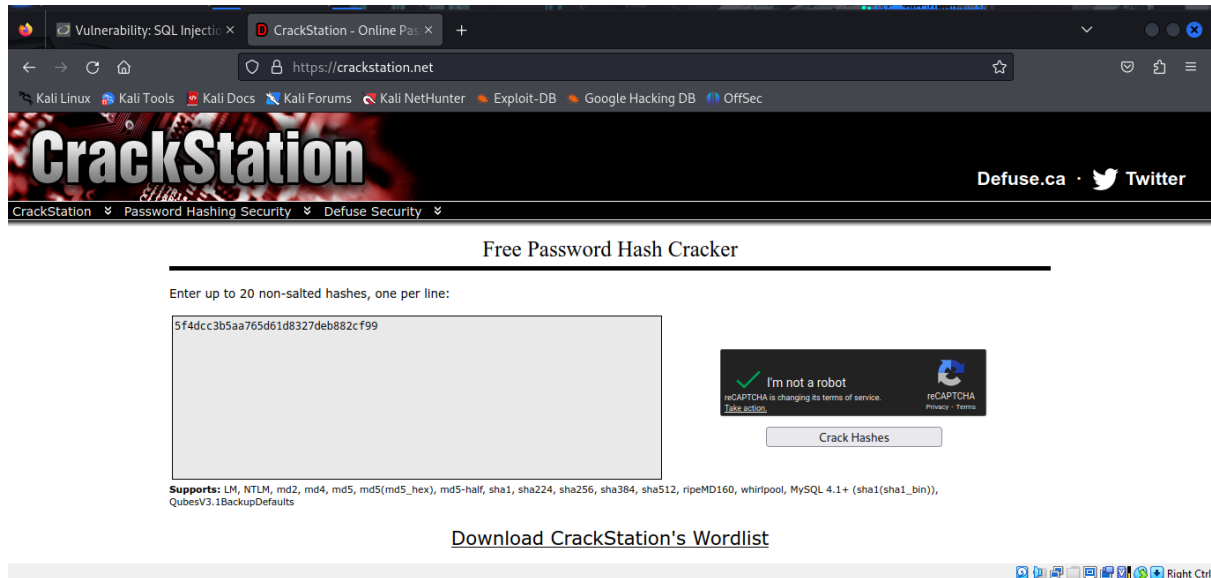 Vulnerability: SQL Injectio
CrackStation - Online Pas
https://crackstation.net
Kali Linux Kali Tools Kali Docs Kali Forums Kali NetHunter Exploit-DB Google Hacking DB OffSec
CrackStation
Defuse.ca · Twitter
CrackStation Password Hashing Security Defuse Security
Free Password Hash Cracker
Enter up to 20 non-salted hashes, one per line:
5f4dcc3b5aa765d61d8327deb882cf99
I'm not a robot
reCAPTCHA is changing its terms of service.
Take action.
reCAPTCHA
Privacy - Terms
Crack Hashes
Supports: LM, NTLM, md2, md4, md5, md5(md5_hex), md5-half, sha1, sha224, sha256, sha384, sha512, ripeMD160, whirlpool, MySQL 4.1+ (sha1(sha1_bin)),
QubesV3.1BackupDefaults
Download CrackStation's Wordlist
Right Ctrl